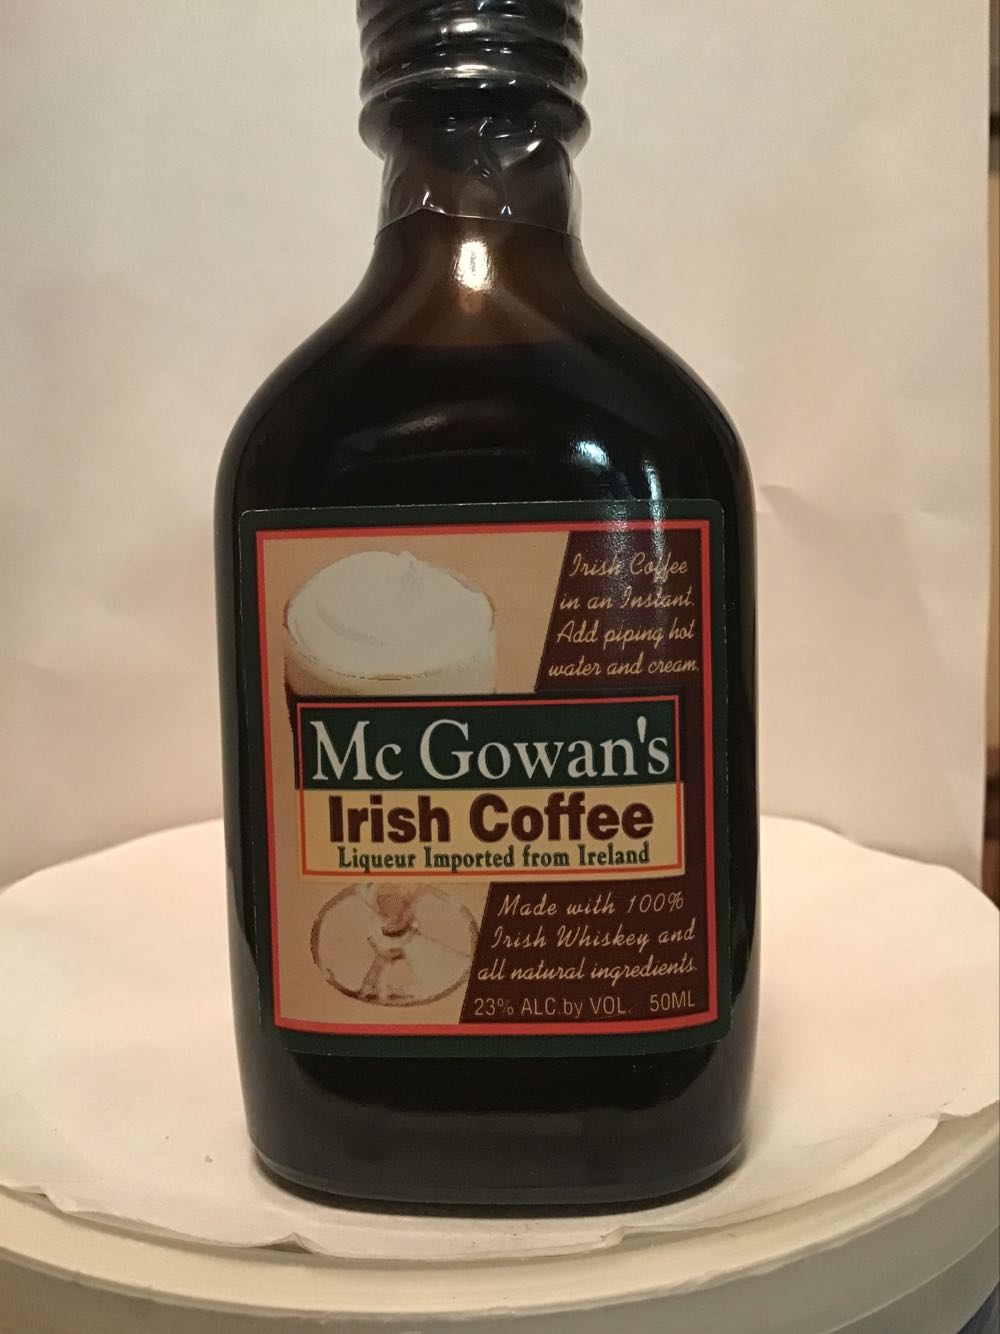 Irish Coffee
in an Instant.
Add piping hot
water and cream.
Mc Gowan's
Irish Coffee
Liqueur Imported from Ireland
Made with 100%
Irish Whiskey and
all natural ingredients.
23% ALC.by VOL. 50ML